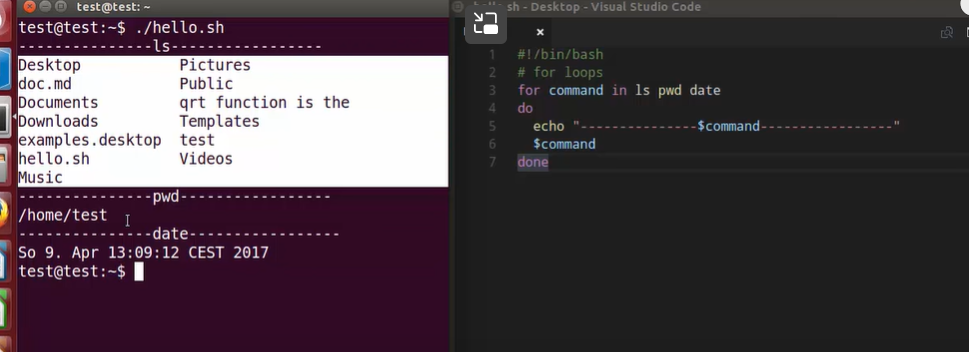 test@test: ~
test@test:~$ ./hello.sh
---------------ls---------------
Desktop Pictures
doc.md Public
Documents qrt function is the
Downloads Templates
examples.desktop test
hello.sh Videos
Music
---------------pwd----------------
/home/test
---------------date----------------
So 9. Apr 13:09:12 CEST 2017
test@test:~$
hello.sh - Desktop - Visual Studio Code
1 #!/bin/bash
2 # for loops
3 for command in ls pwd date
4 do
5 echo "---------------$command-----------------"
6 $command
7 done